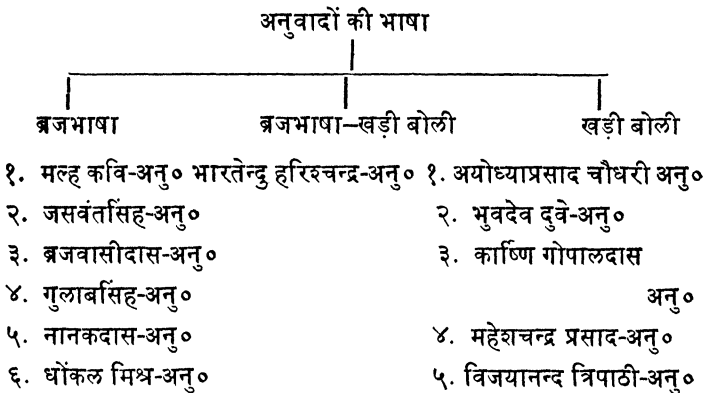 अनुवादों की भाषा
ब्रजभाषा ब्रजभाषा–खड़ी बोली खड़ी बोली
१. मल्ह कवि-अनु० भारतेन्दु हरिश्चन्द्र-अनु० १. अयोध्याप्रसाद चौधरी अनु०
२. जसवंतसिंह-अनु० २. भुवदेव दुवे-अनु०
३. ब्रजवासीदास-अनु० ३. कार्ष्णि गोपालदास
४. गुलाबसिंह-अनु० अनु०
५. नानकदास-अनु० ४. महेशचन्द्र प्रसाद-अनु०
६. धोंकल मिश्र-अनु० ५. विजयानन्द त्रिपाठी-अनु०